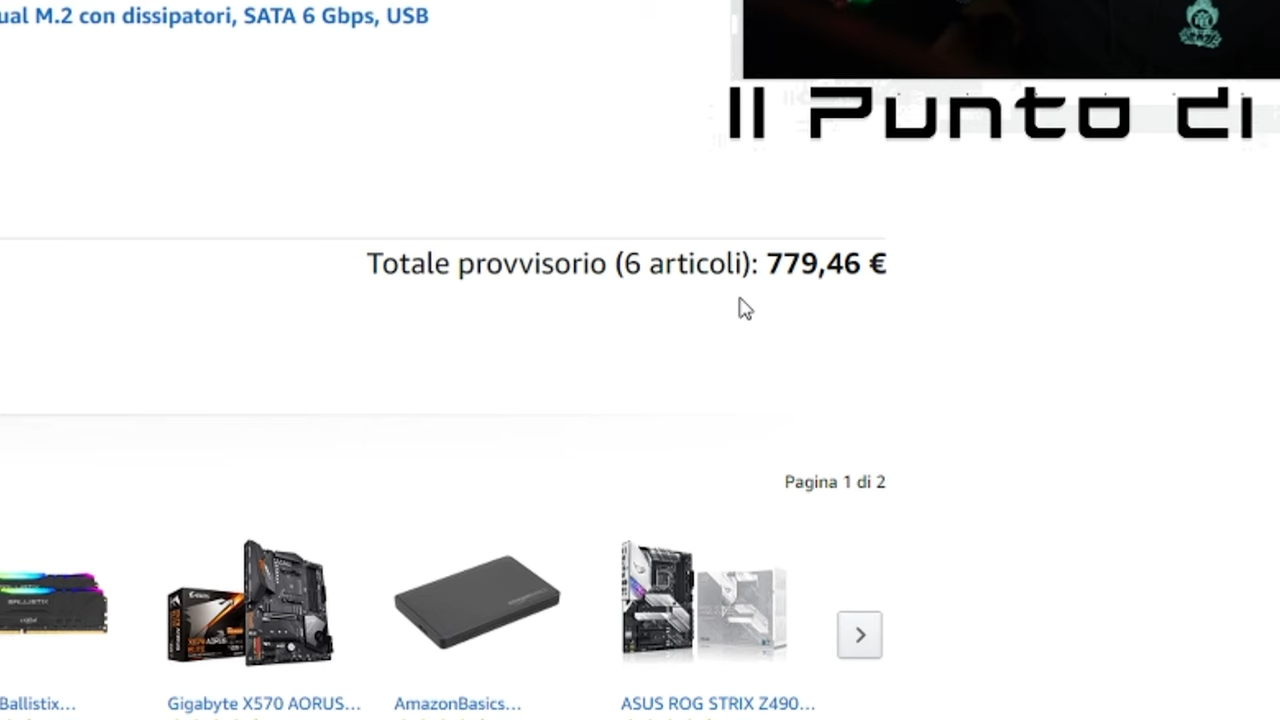 ual M.2 con dissipatori, SATA 6 Gbps, USB
Il Punto di
Totale provvisorio (6 articoli): 779,46 €
Pagina 1 di 2
BALLISTIX
Ballistix...
Gigabyte X570 AORUS...
AmazonBasics...
ASUS ROG STRIX Z490...